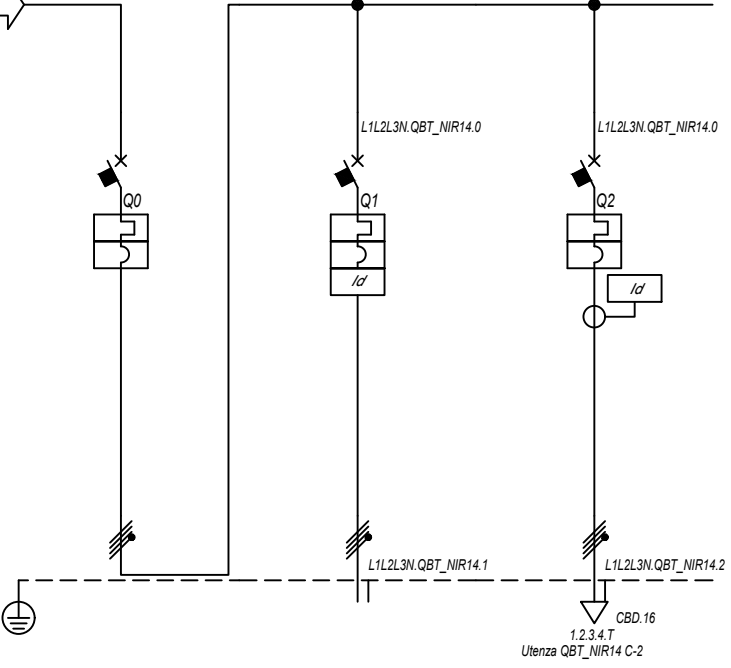 L1L2L3N.QBT_NIR14.0
L1L2L3N.QBT_NIR14.0
Q0
Q1
Q2
Id
Id
L1L2L3N.QBT_NIR14.1
L1L2L3N.QBT_NIR14.2
CBD.16
1.2.3.4.T
Utenza QBT_NIR14 C-2